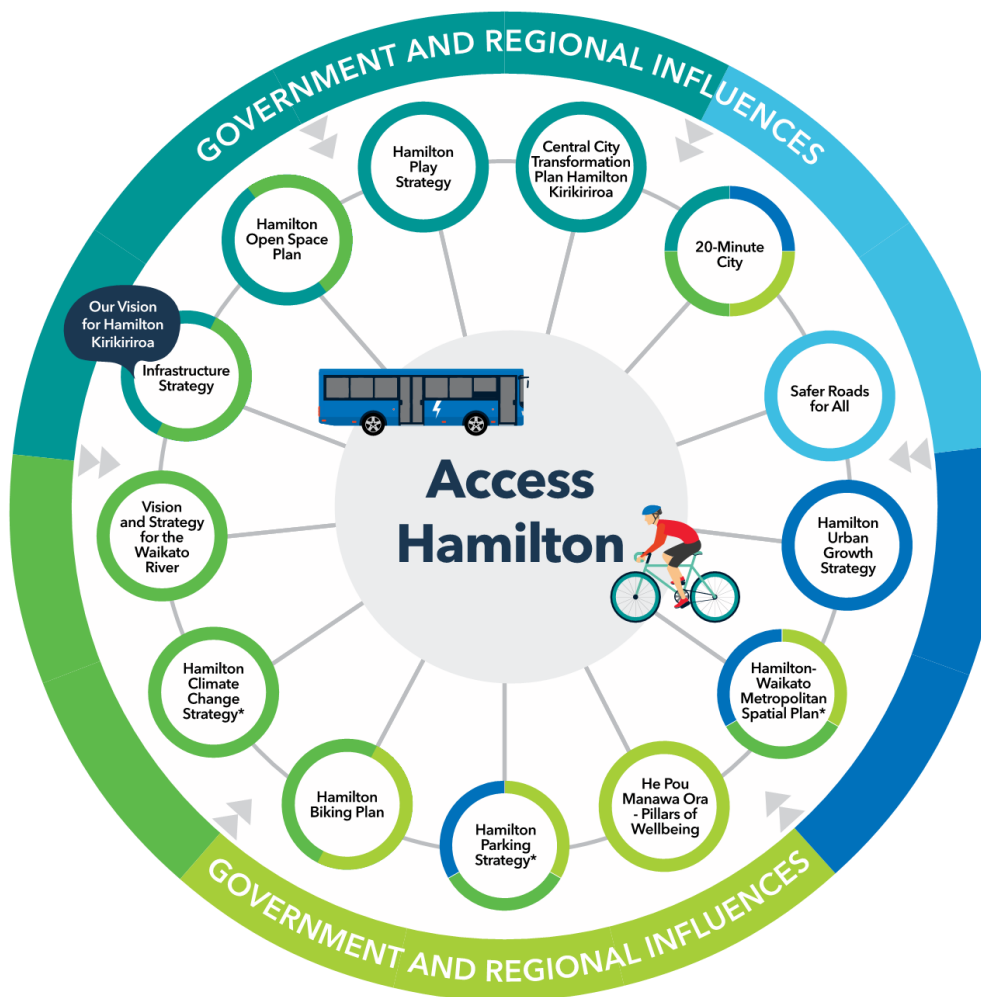 GOVERNMENT AND REGIONAL INFLUENCES
Hamilton
Play
Strategy
Central City
Transformation
Plan Hamilton
Kirikiriroa
Hamilton
Open Space
Plan
20-Minute
City
Our Vision
for Hamilton
Kirikiriroa
Infrastructure
Strategy
Safer Roads
for All
Access
Hamilton
Vision
and Strategy
for the
Waikato
River
Hamilton
Urban
Growth
Strategy
Hamilton
Climate
Change
Strategy*
Hamilton-
Waikato
Metropolitan
Spatial Plan*
Hamilton
Biking Plan
Hamilton
Parking
Strategy*
He Pou
Manawa Ora
- Pillars of
Wellbeing
GOVERNMENT AND REGIONAL INFLUENCES